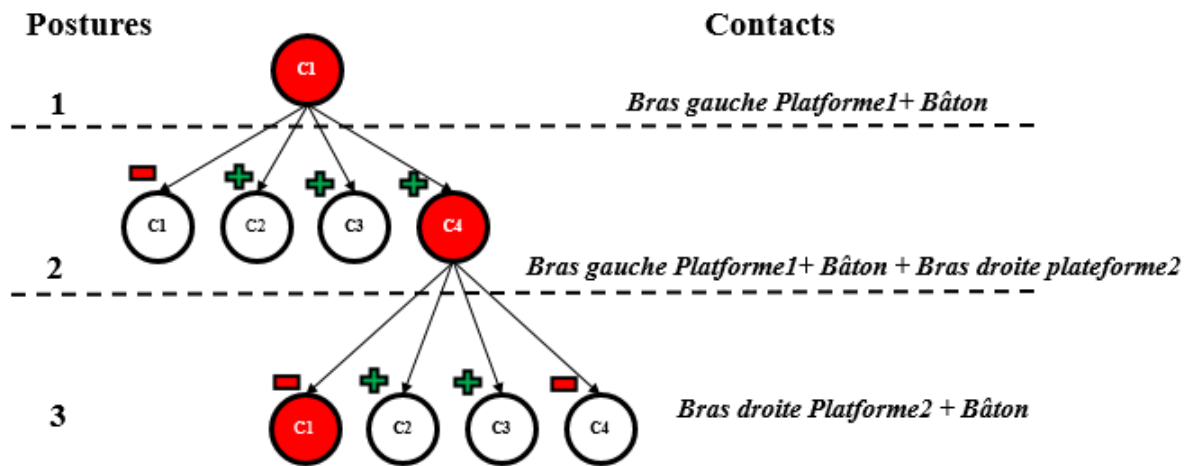 Postures Contacts
C1
1 Bras gauche Platforme1+ Bâton
C1 C2 C3 C4
2 Bras gauche Platforme1+ Bâton + Bras droite plateforme2
3 C1 C2 C3 C4 Bras droite Platforme2 + Bâton